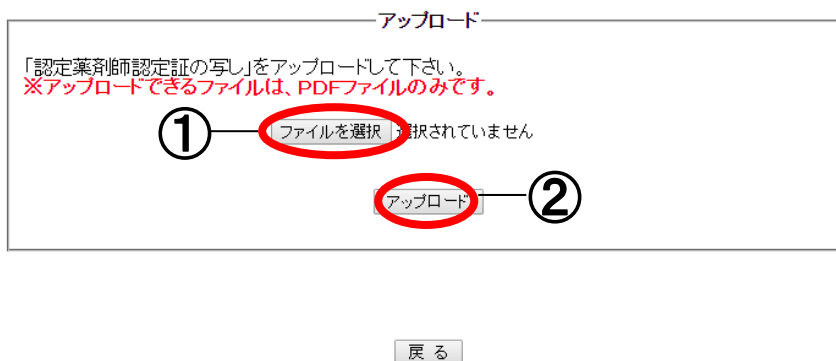 アップロード
「認定薬剤師認定証の写し」をアップロードして下さい。
※アップロードできるファイルは、PDFファイルのみです。
① ファイルを選択 選択されていません
アップロード ②
戻る